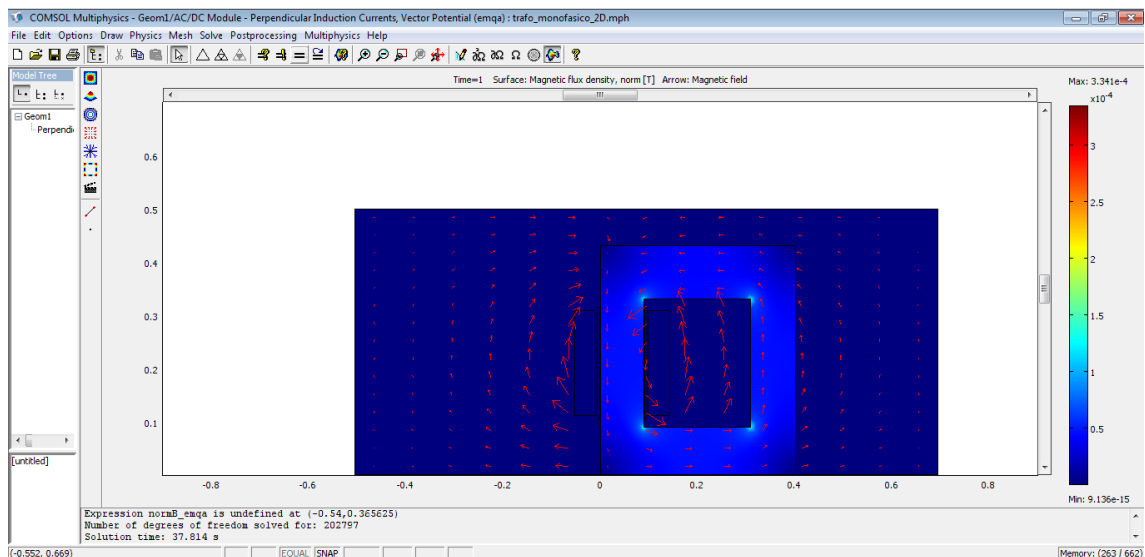 COMSOL Multiphysics - Geom1/AC/DC Module - Perpendicular Induction Currents, Vector Potential (emqa) : trafo_monofasico_2D.mph
File Edit Options Draw Physics Mesh Solve Postprocessing Multiphysics Help
Model Tree
Geom1
Perpendi
Time=1 Surface: Magnetic flux density, norm [T] Arrow: Magnetic field
Max: 3.341e-4
x10-4
3
2.5
2
1.5
1
0.5
Min: 9.136e-15
0.6
0.5
0.4
0.3
0.2
0.1
-0.8 -0.6 -0.4 -0.2 0 0.2 0.4 0.6 0.8
[untitled]
Expression normB_emqa is undefined at (-0.54,0.365625)
Number of degrees of freedom solved for: 202797
Solution time: 37.814 s
(-0.552, 0.669) EQUAL SNAP Memory: (263 / 662)